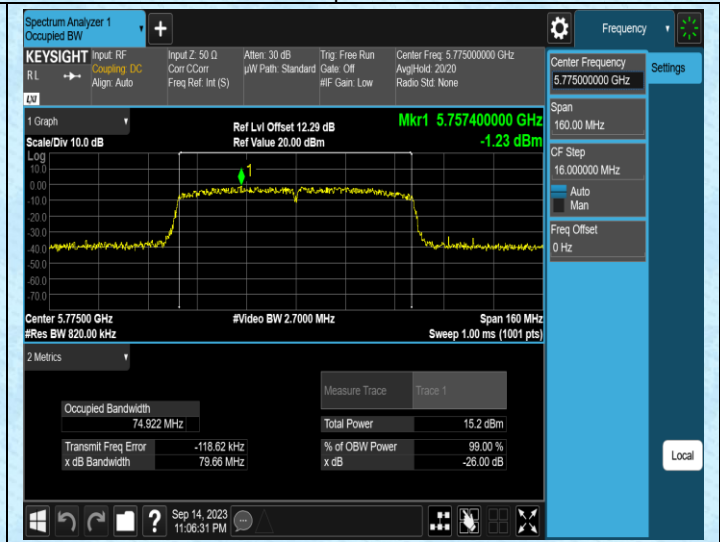 Spectrum Analyzer 1
Occupied BW
Frequency
KEYSIGHT
RL
Input: RF
Coupling: DC
Align: Auto
Input Z: 50 Ω
Corr CCorr
Freq Ref: Int (S)
Atten: 30 dB
µW Path: Standard
Trig: Free Run
Gate: Off
#IF Gain: Low
Center Freq: 5.775000000 GHz
Avg|Hold: 20/20
Radio Std: None
LXI
1 Graph
Scale/Div 10.0 dB
Ref Lvl Offset 12.29 dB
Ref Value 20.00 dBm
Mkr1 5.757400000 GHz
-1.23 dBm
Log
10.0
0.00
-10.0
-20.0
-30.0
-40.0
-50.0
-60.0
-70.0
1
Center 5.77500 GHz
#Res BW 820.00 kHz
#Video BW 2.7000 MHz
Span 160 MHz
Sweep 1.00 ms (1001 pts)
2 Metrics
Measure Trace
Trace 1
Occupied Bandwidth
74.922 MHz
Total Power
15.2 dBm
Transmit Freq Error
-118.62 kHz
% of OBW Power
99.00 %
x dB Bandwidth
79.66 MHz
x dB
-26.00 dB
Center Frequency
5.775000000 GHz
Settings
Span
160.00 MHz
CF Step
16.000000 MHz
Auto
Man
Freq Offset
0 Hz
Local
?
Sep 14, 2023
11:06:31 PM